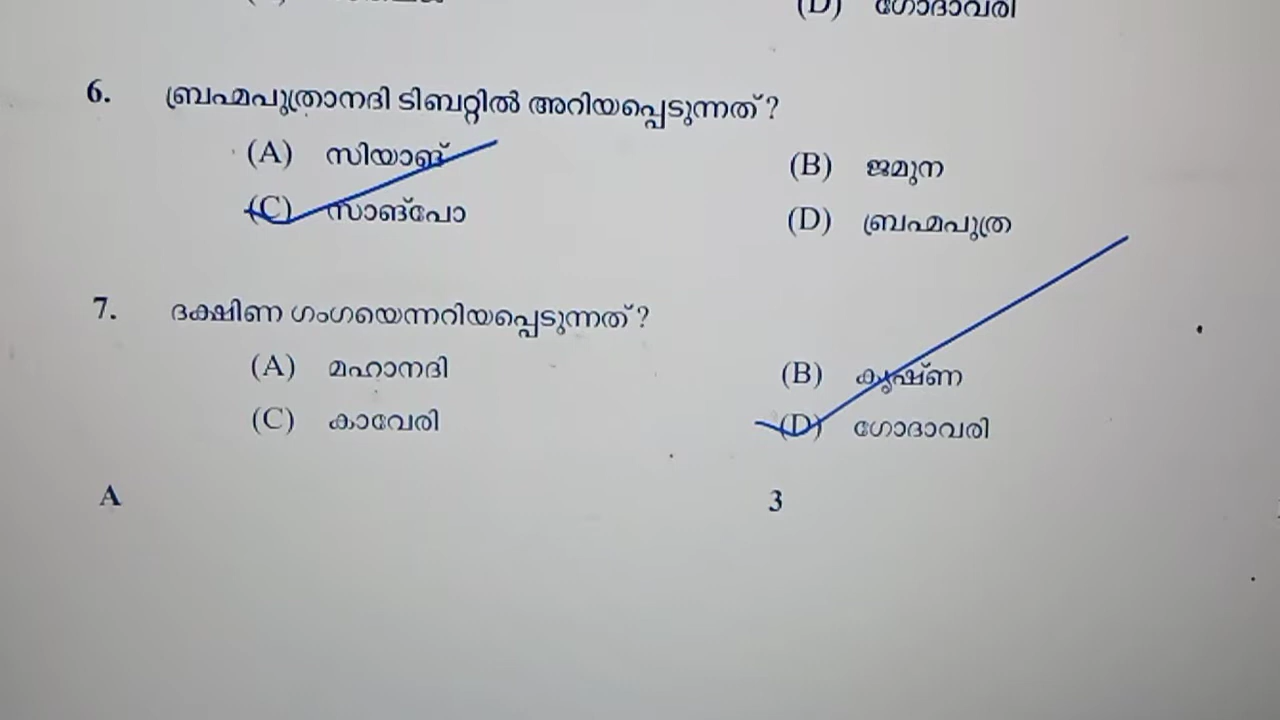 (D) ഗോദാവരി
6. ബ്രഹ്മപുത്രാനദി ടിബറ്റിൽ അറിയപ്പെടുന്നത് ?
(A) സിയാങ് (B) ജമുന
(C) സാങ്പോ (D) ബ്രഹ്മപുത്ര
7. ദക്ഷിണ ഗംഗയെന്നറിയപ്പെടുന്നത് ?
(A) മഹാനദി (B) കൃഷ്ണ
(C) കാവേരി (D) ഗോദാവരി
A 3